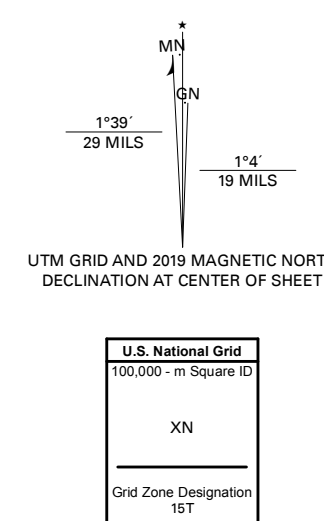 ★
MN
GN
1°39´
29 MILS
1°4´
19 MILS
UTM GRID AND 2019 MAGNETIC NORT
DECLINATION AT CENTER OF SHEET
U.S. National Grid
100,000 - m Square ID
XN
Grid Zone Designation
15T